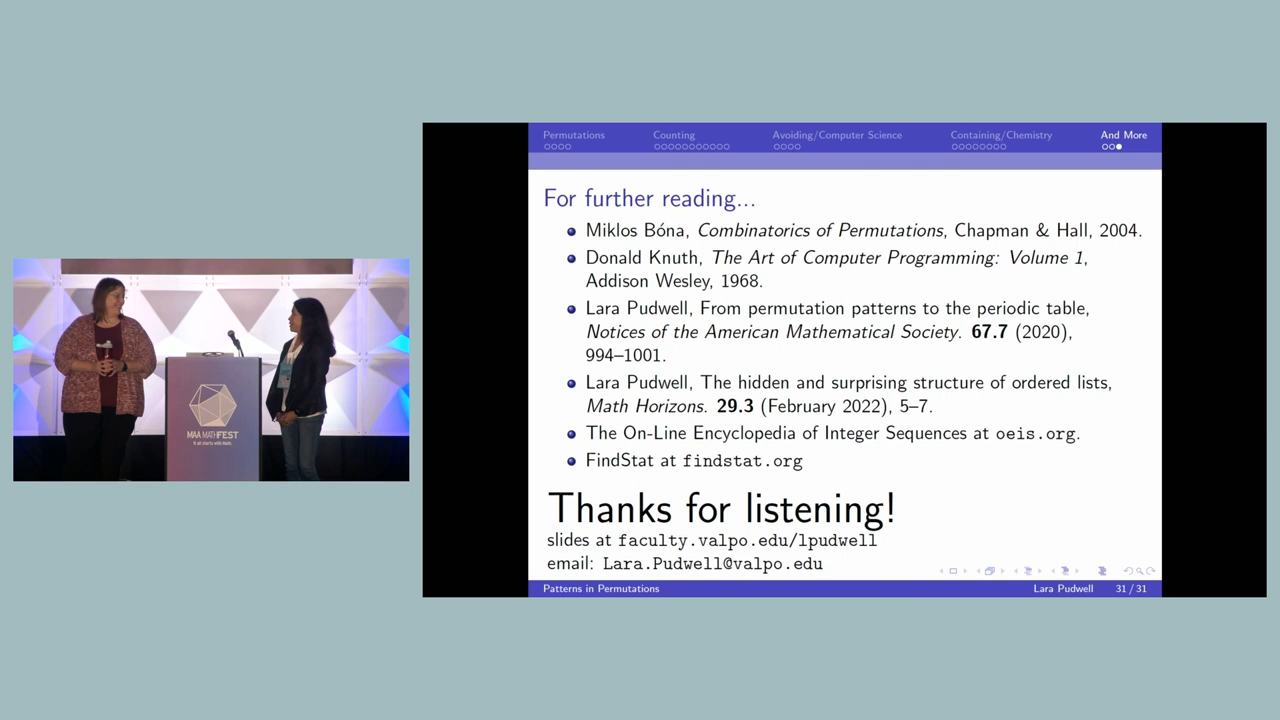 Permutations
Counting
Avoiding/Computer Science
Containing/Chemistry
And More
For further reading...
Miklos Bóna, Combinatorics of Permutations, Chapman & Hall, 2004.
Donald Knuth, The Art of Computer Programming: Volume 1,
Addison Wesley, 1968.
Lara Pudwell, From permutation patterns to the periodic table,
Notices of the American Mathematical Society. 67.7 (2020),
994–1001.
Lara Pudwell, The hidden and surprising structure of ordered lists,
Math Horizons. 29.3 (February 2022), 5–7.
The On-Line Encyclopedia of Integer Sequences at oeis.org.
FindStat at findstat.org
Thanks for listening!
slides at faculty.valpo.edu/lpudwell
email: Lara.Pudwell@valpo.edu
Patterns in Permutations
Lara Pudwell
31 / 31
MAA MATHFEST
It all starts with math.